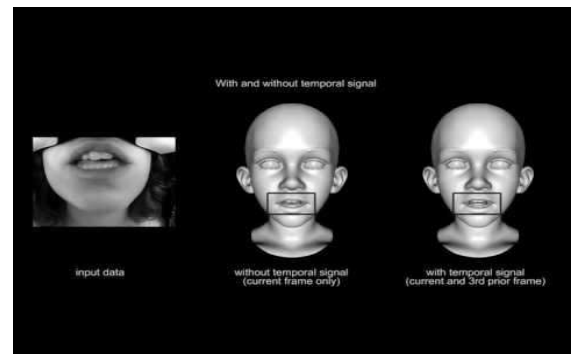 With and without temporal signal
input data
without temporal signal
(current frame only)
with temporal signal
(current and 3rd prior frame)